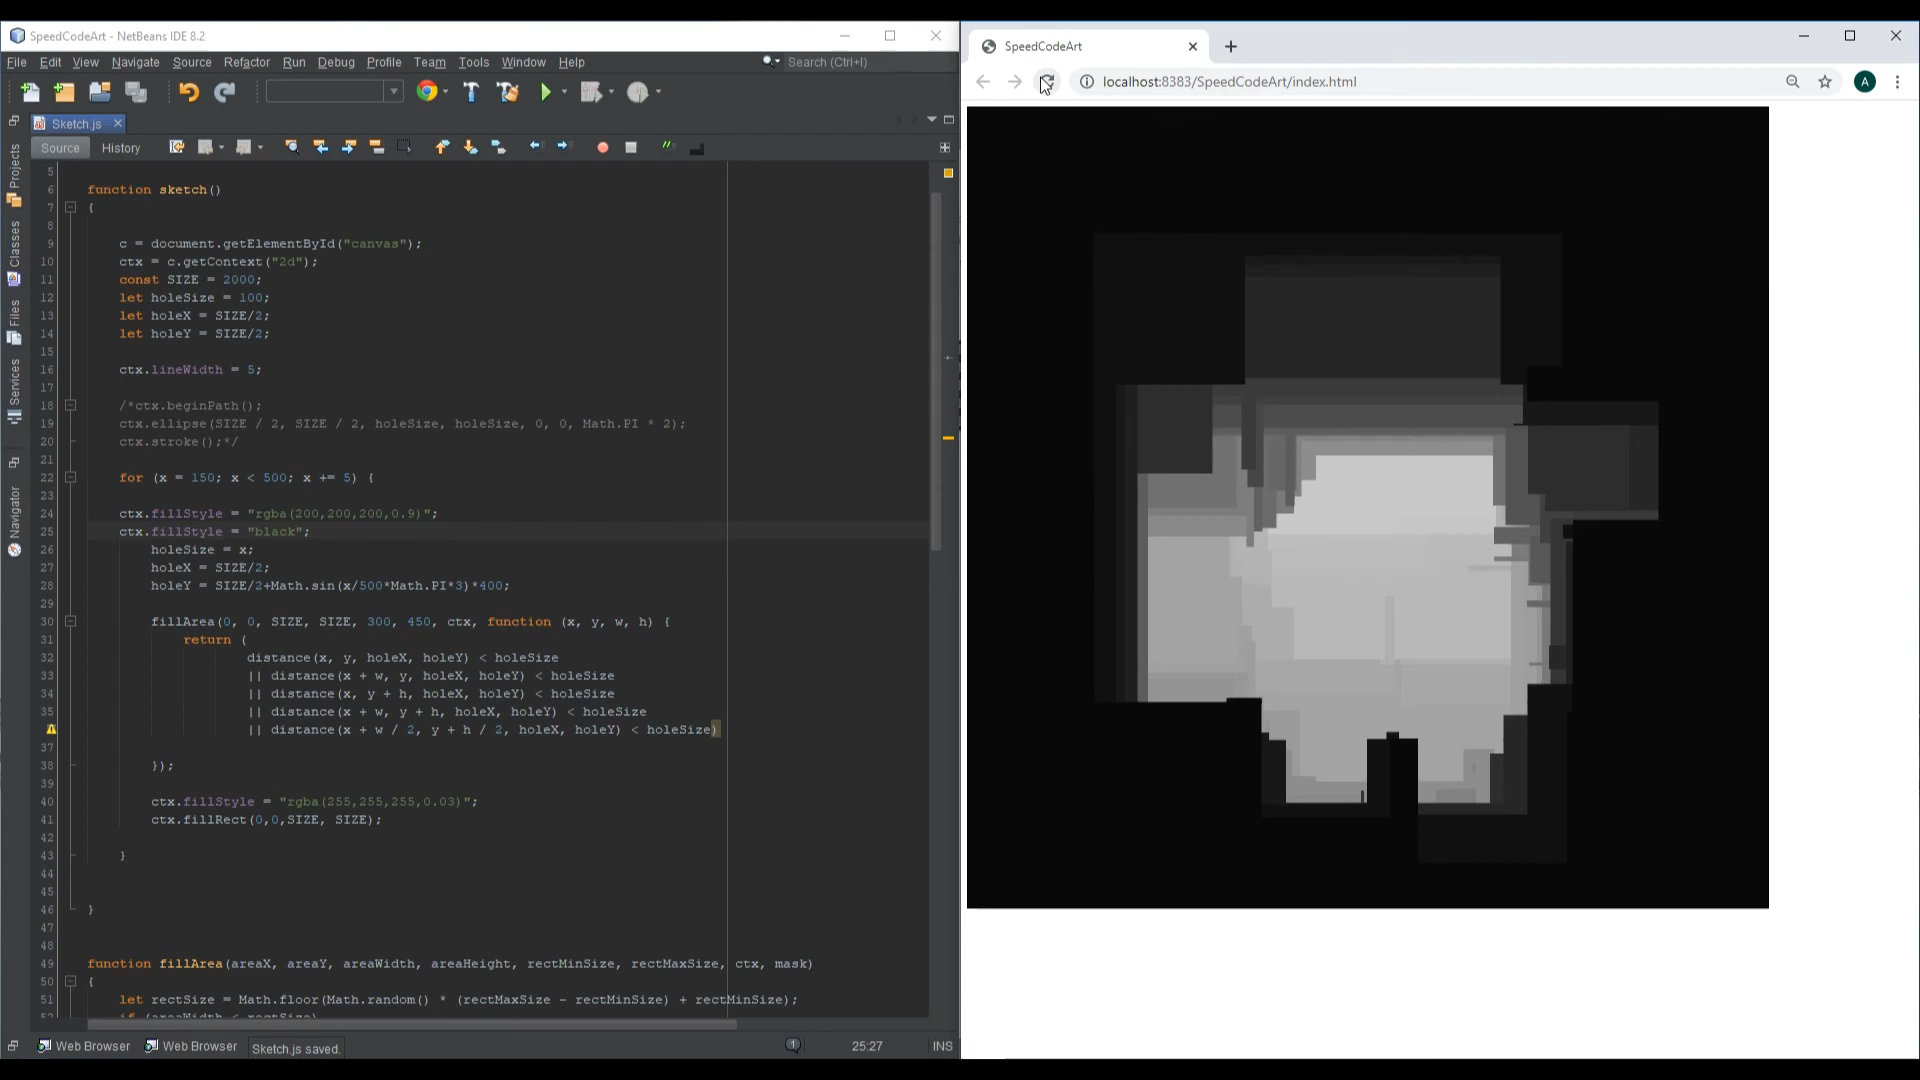 SpeedCodeArt - NetBeans IDE 8.2
File Edit View Navigate Source Refactor Run Debug Profile Team Tools Window Help
Search (Ctrl+I)
Sketch.js
Source History
Projects
Classes
Files
Services
Navigator
5
6 function sketch()
7 {
8
9 c = document.getElementById("canvas");
10 ctx = c.getContext("2d");
11 const SIZE = 2000;
12 let holeSize = 100;
13 let holeX = SIZE/2;
14 let holeY = SIZE/2;
15
16 ctx.lineWidth = 5;
17
18 /*ctx.beginPath();
19 ctx.ellipse(SIZE / 2, SIZE / 2, holeSize, holeSize, 0, 0, Math.PI * 2);
20 ctx.stroke();*/
21
22 for (x = 150; x < 500; x += 5) {
23
24 ctx.fillStyle = "rgba(200,200,200,0.9)";
25 ctx.fillStyle = "black";
26 holeSize = x;
27 holeX = SIZE/2;
28 holeY = SIZE/2+Math.sin(x/500*Math.PI*3)*400;
29
30 fillArea(0, 0, SIZE, SIZE, 300, 450, ctx, function (x, y, w, h) {
31 return (
32 distance(x, y, holeX, holeY) < holeSize
33 || distance(x + w, y, holeX, holeY) < holeSize
34 || distance(x, y + h, holeX, holeY) < holeSize
35 || distance(x + w, y + h, holeX, holeY) < holeSize
|| distance(x + w / 2, y + h / 2, holeX, holeY) < holeSize)
37
38 });
39
40 ctx.fillStyle = "rgba(255,255,255,0.03)";
41 ctx.fillRect(0,0,SIZE, SIZE);
42
43 }
44
45
46 }
47
48
49 function fillArea(areaX, areaY, areaWidth, areaHeight, rectMinSize, rectMaxSize, ctx, mask)
50 {
51 let rectSize = Math.floor(Math.random() * (rectMaxSize - rectMinSize) + rectMinSize);
52 if (areaWidth < rectSize)
Web Browser Web Browser Sketch.js saved. 1 25:27 INS
SpeedCodeArt
localhost:8383/SpeedCodeArt/index.html
A